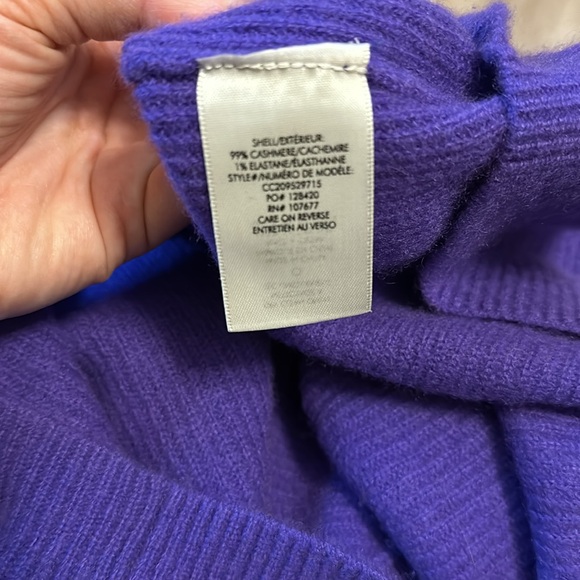 SHELL/EXTÉRIEUR:
99% CASHMERE/CACHEMIRE
1% ELASTANE/ÉLASTHANNE
STYLE#/NUMÉRO DE MODÈLE:
CC209529715
PO# 128420
RN# 107677
CARE ON REVERSE
ENTRETIEN AU VERSO